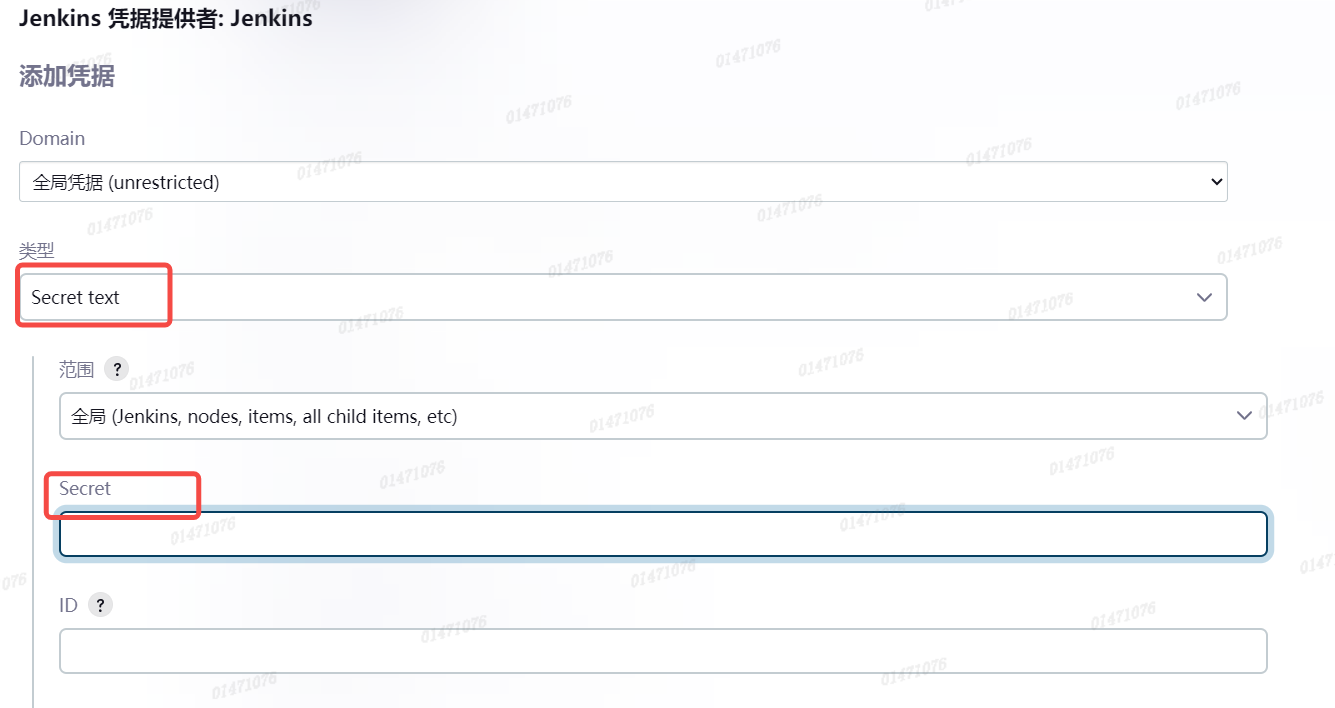 Jenkins 凭据提供者: Jenkins
添加凭据
Domain
全局凭据 (unrestricted)
类型
Secret text
范围 ?
全局 (Jenkins, nodes, items, all child items, etc)
Secret
ID ?
01471076